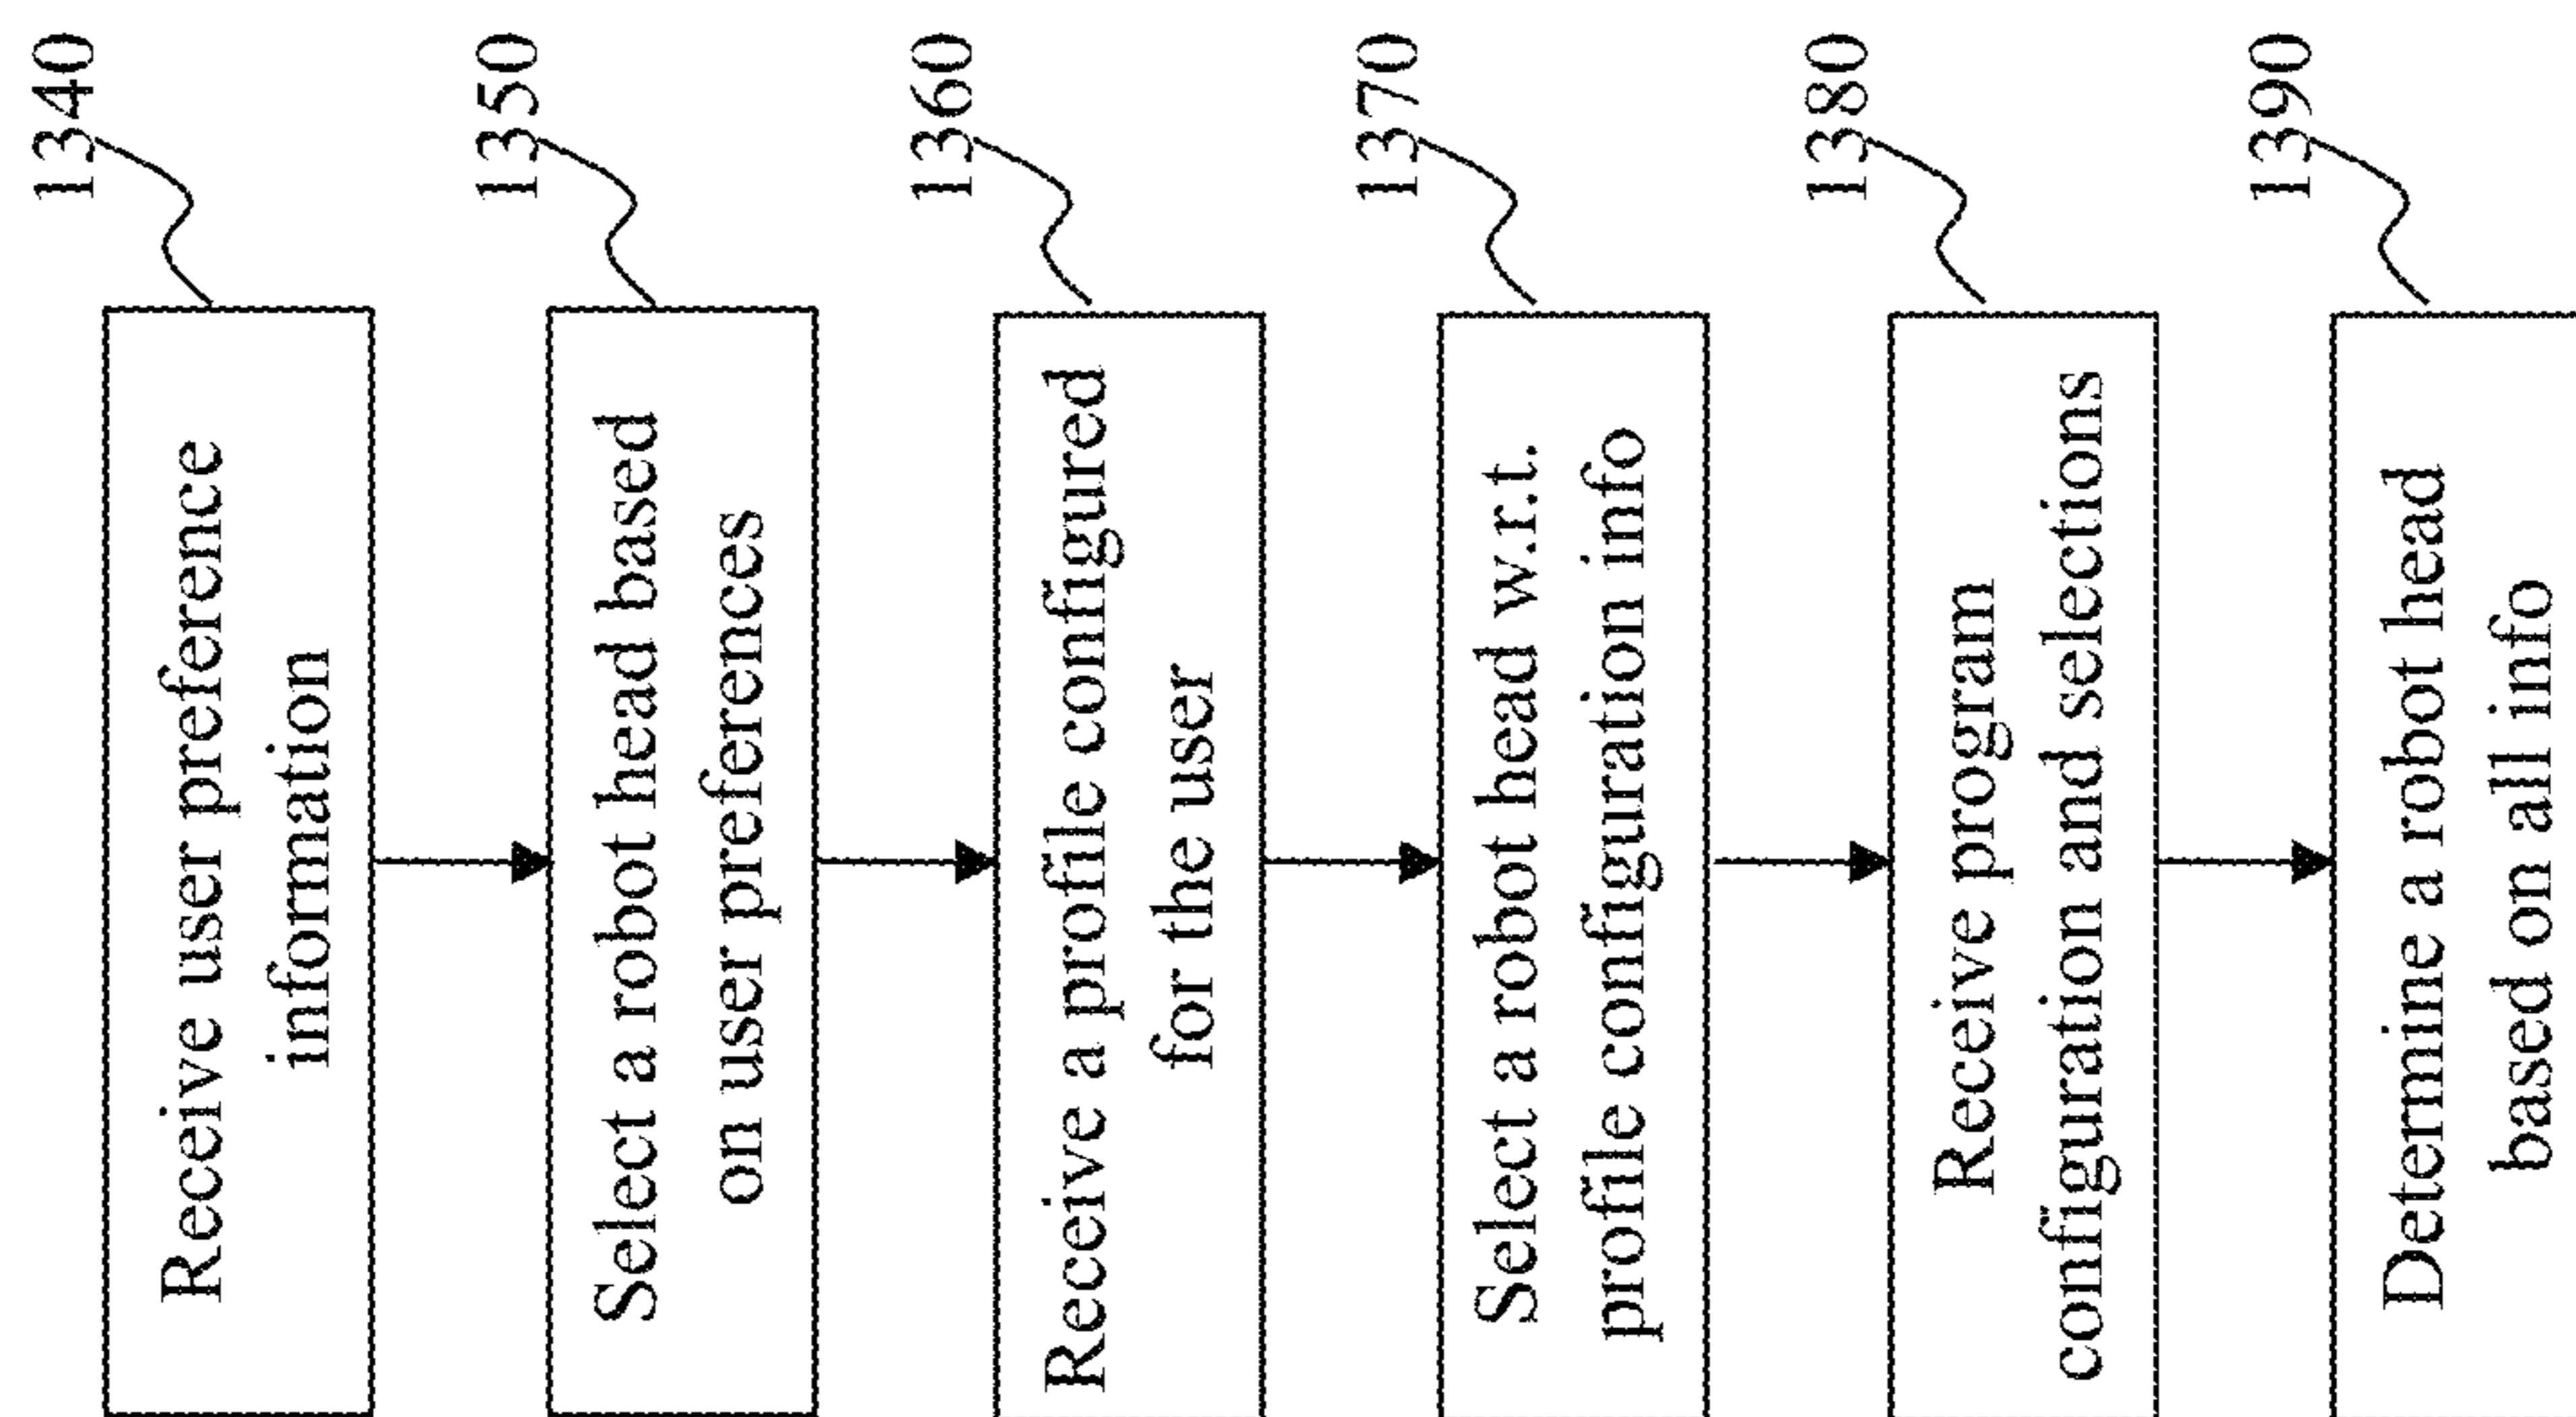 1340
Receive user preference
information
1350
Select a robot head based
on user preferences
1360
Receive a profile configured
for the user
1370
Select a robot head w.r.t.
profile configuration info
1380
Receive program
configuration and selections
1390
Determine a robot head
based on all info